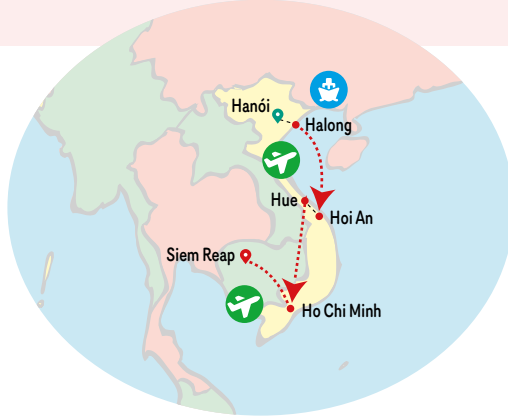 Hanói
Halong
Hue
Hoi An
Siem Reap
Ho Chi Minh